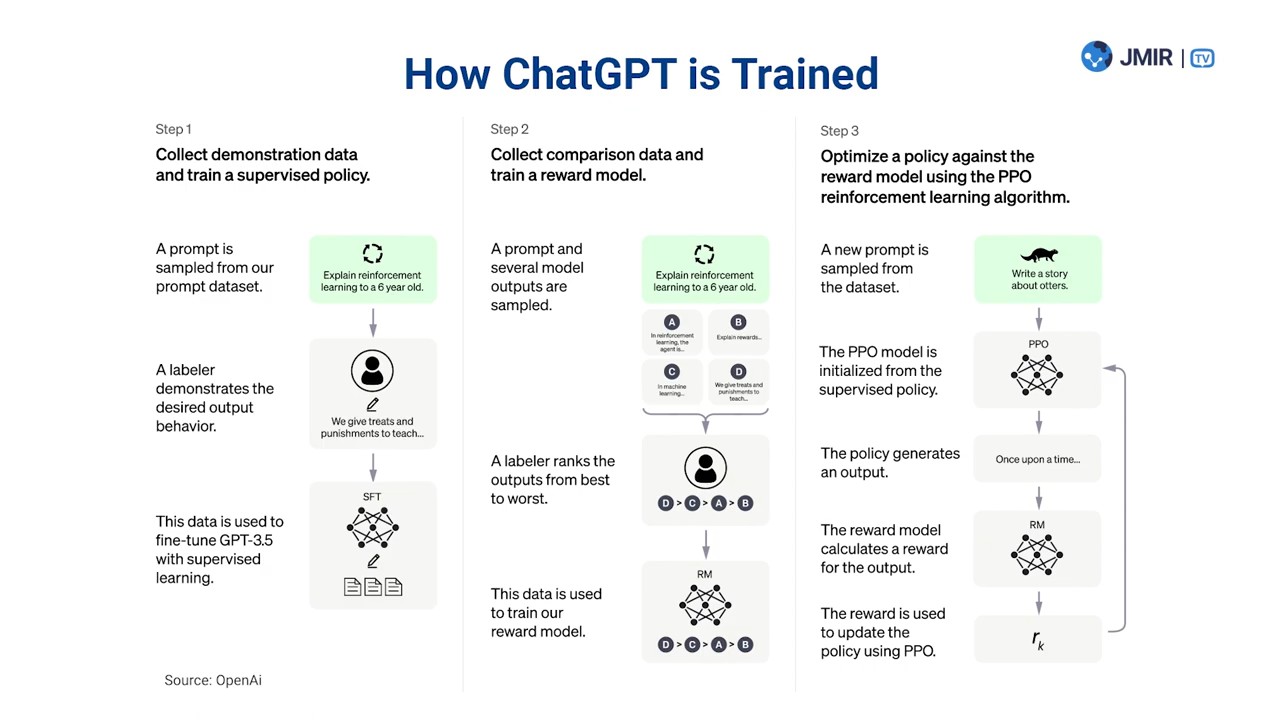 How ChatGPT is Trained
JMIR | TV
Step 1
Collect demonstration data
and train a supervised policy.
A prompt is
sampled from our
prompt dataset.
Explain reinforcement
learning to a 6 year old.
A labeler
demonstrates the
desired output
behavior.
We give treats and
punishments to teach...
This data is used to
fine-tune GPT-3.5
with supervised
learning.
SFT
Step 2
Collect comparison data and
train a reward model.
A prompt and
several model
outputs are
sampled.
Explain reinforcement
learning to a 6 year old.
A
In reinforcement
learning, the
agent is...
B
Explain rewards...
C
In machine
learning...
D
We give treats and
punishments to
teach...
A labeler ranks the
outputs from best
to worst.
D > C > A > B
This data is used
to train our
reward model.
RM
D > C > A > B
Step 3
Optimize a policy against the
reward model using the PPO
reinforcement learning algorithm.
A new prompt is
sampled from
the dataset.
Write a story
about otters.
The PPO model is
initialized from the
supervised policy.
PPO
The policy generates
an output.
Once upon a time...
The reward model
calculates a reward
for the output.
RM
The reward is used
to update the
policy using PPO.
rk
Source: OpenAi